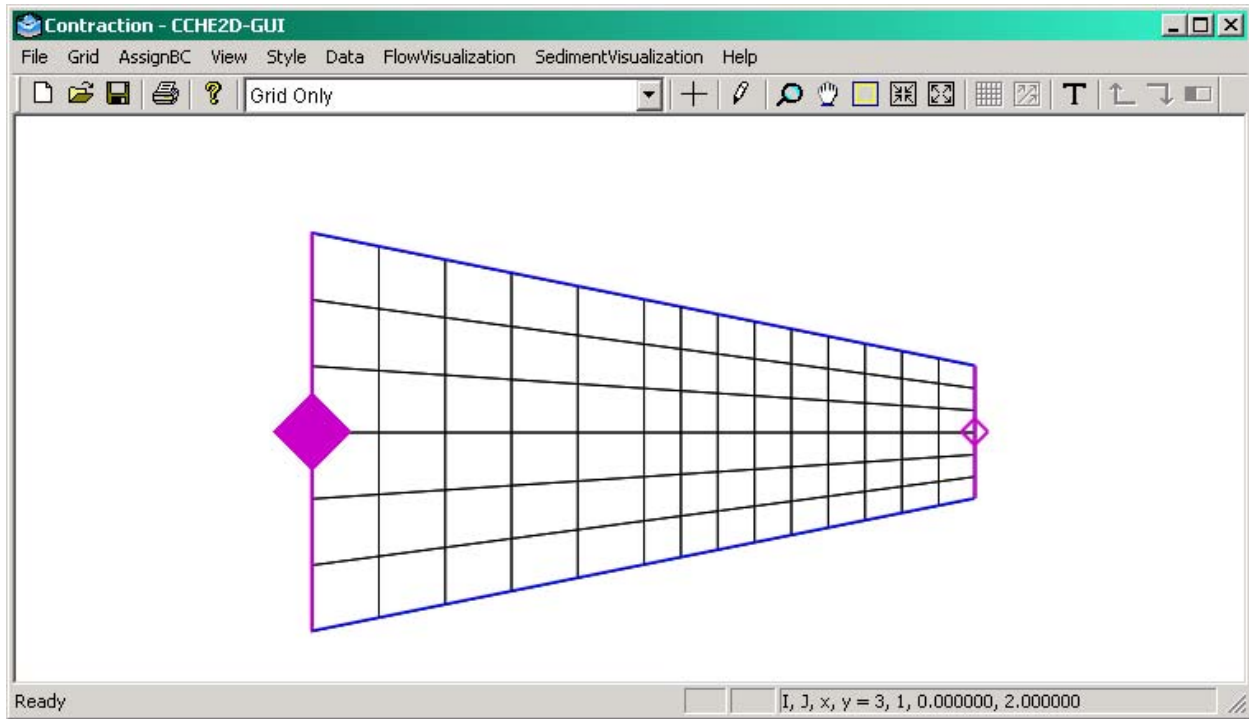 Contraction - CCHE2D-GUI
File Grid AssignBC View Style Data FlowVisualization SedimentVisualization Help
Grid Only T
Ready I, J, x, y = 3, 1, 0.000000, 2.000000